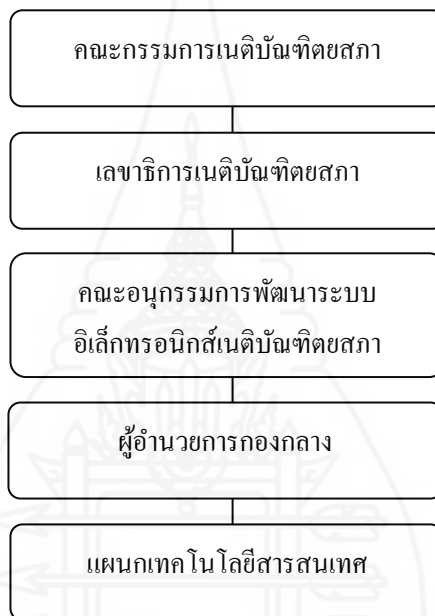 คณะกรรมการเนติบัณฑิตยสภา
เลขาธิการเนติบัณฑิตยสภา
คณะอนุกรรมการพัฒนาระบบ
อิเล็กทรอนิกส์เนติบัณฑิตยสภา
ผู้อำนวยการกองกลาง
แผนกเทคโนโลยีสารสนเทศ